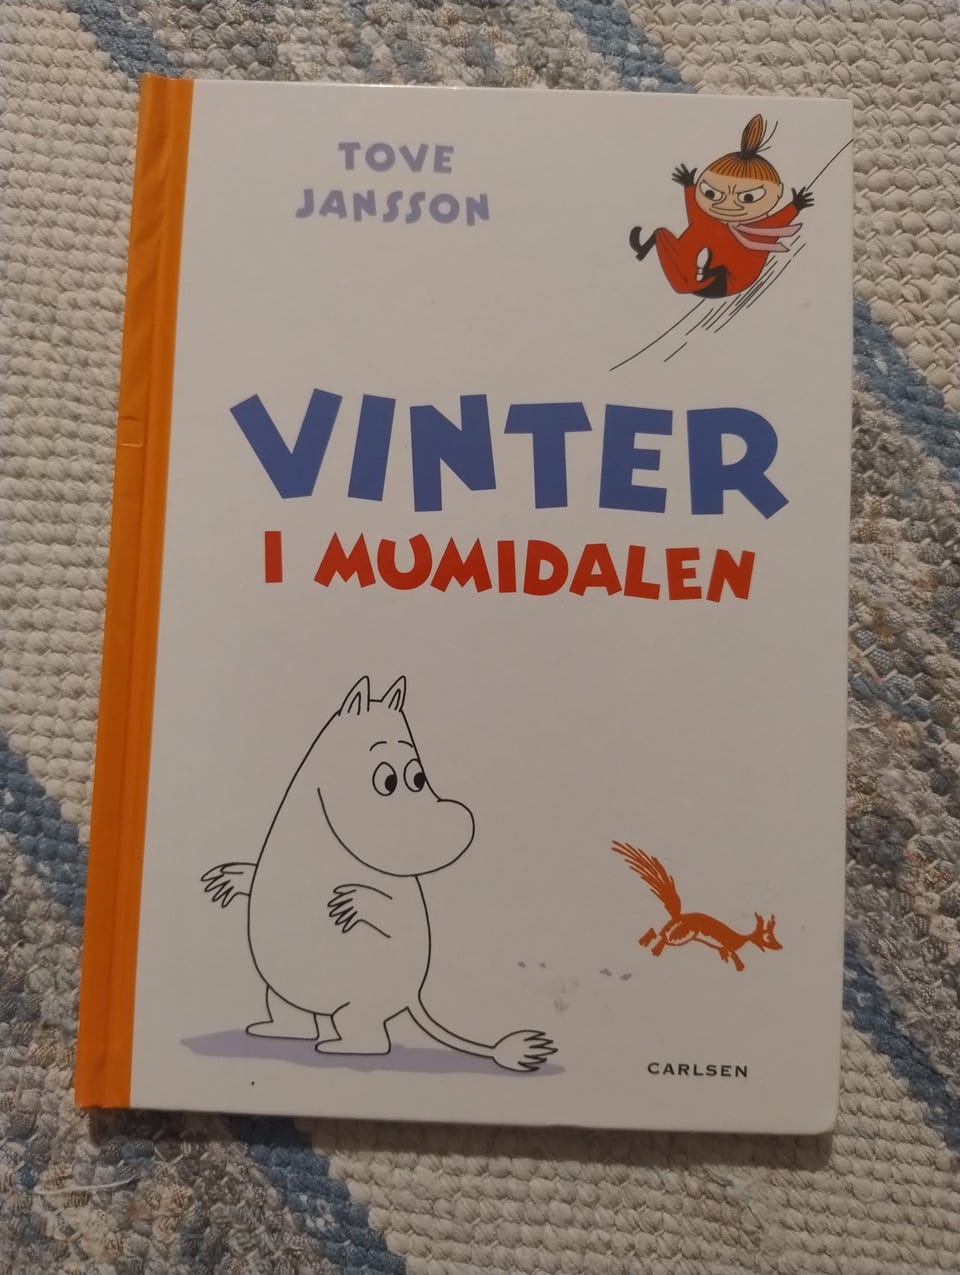 TOVE
JANSSON
VINTER
I MUMIDALEN
CARLSEN